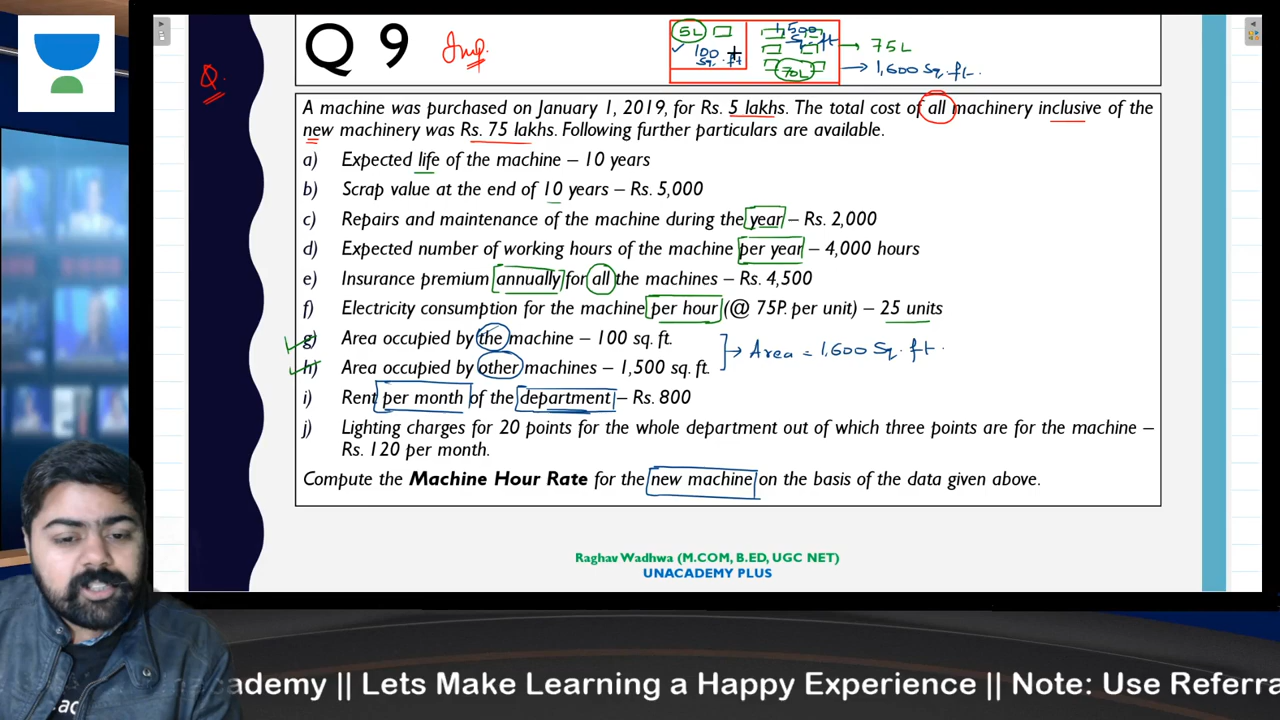 Q 9
Imp.
Q.
5L
100
sq. ft
1,500
sq. ft
70L
→ 75L
→ 1,600 Sq. ft.
A machine was purchased on January 1, 2019, for Rs. 5 lakhs. The total cost of all machinery inclusive of the
new machinery was Rs. 75 lakhs. Following further particulars are available.
a) Expected life of the machine – 10 years
b) Scrap value at the end of 10 years – Rs. 5,000
c) Repairs and maintenance of the machine during the year – Rs. 2,000
d) Expected number of working hours of the machine per year – 4,000 hours
e) Insurance premium annually for all the machines – Rs. 4,500
f) Electricity consumption for the machine per hour (@ 75P. per unit) – 25 units
g) Area occupied by the machine – 100 sq. ft.
h) Area occupied by other machines – 1,500 sq. ft.
→ Area = 1,600 Sq. ft.
i) Rent per month of the department – Rs. 800
j) Lighting charges for 20 points for the whole department out of which three points are for the machine –
Rs. 120 per month.
Compute the Machine Hour Rate for the new machine on the basis of the data given above.
Raghav Wadhwa (M.COM, B.ED, UGC NET)
UNACADEMY PLUS
academy || Lets Make Learning a Happy Experience || Note: Use Referra